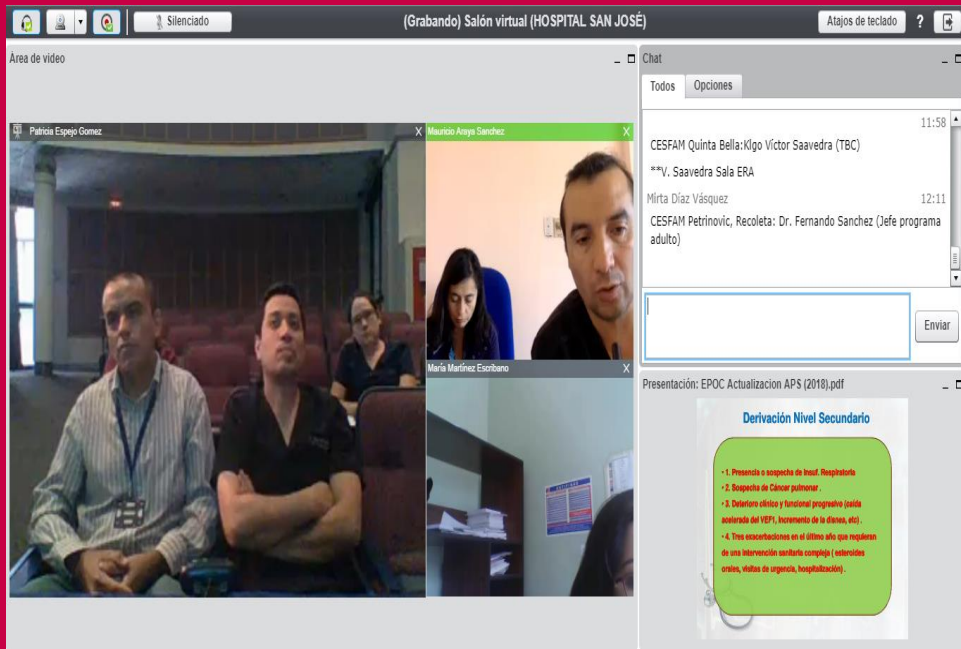 Silenciado
(Grabando) Salón virtual (HOSPITAL SAN JOSÉ)
Atajos de teclado
?
Área de video
Patricia Espejo Gomez
X
Mauricio Araya Sanchez
X
María Martínez Escribano
X
Chat
Todos
Opciones
11:58
CESFAM Quinta Bella:Klgo Víctor Saavedra (TBC)
**V. Saavedra Sala ERA
Mirta Díaz Vásquez
12:11
CESFAM Petrinovic, Recoleta: Dr. Fernando Sanchez (Jefe programa
adulto)
Enviar
Presentación: EPOC Actualizacion APS (2018).pdf
Derivación Nivel Secundario
• 1. Presencia o sospecha de Insuf. Respiratoria
• 2. Sospecha de Cáncer pulmonar .
• 3. Deterioro clínico y funcional progresivo (caída
acelerada del VEF1, incremento de la disnea, etc) .
• 4. Tres exacerbaciones en el último año que requieran
de una intervención sanitaria compleja ( esteroides
orales, visitas de urgencia, hospitalización) .